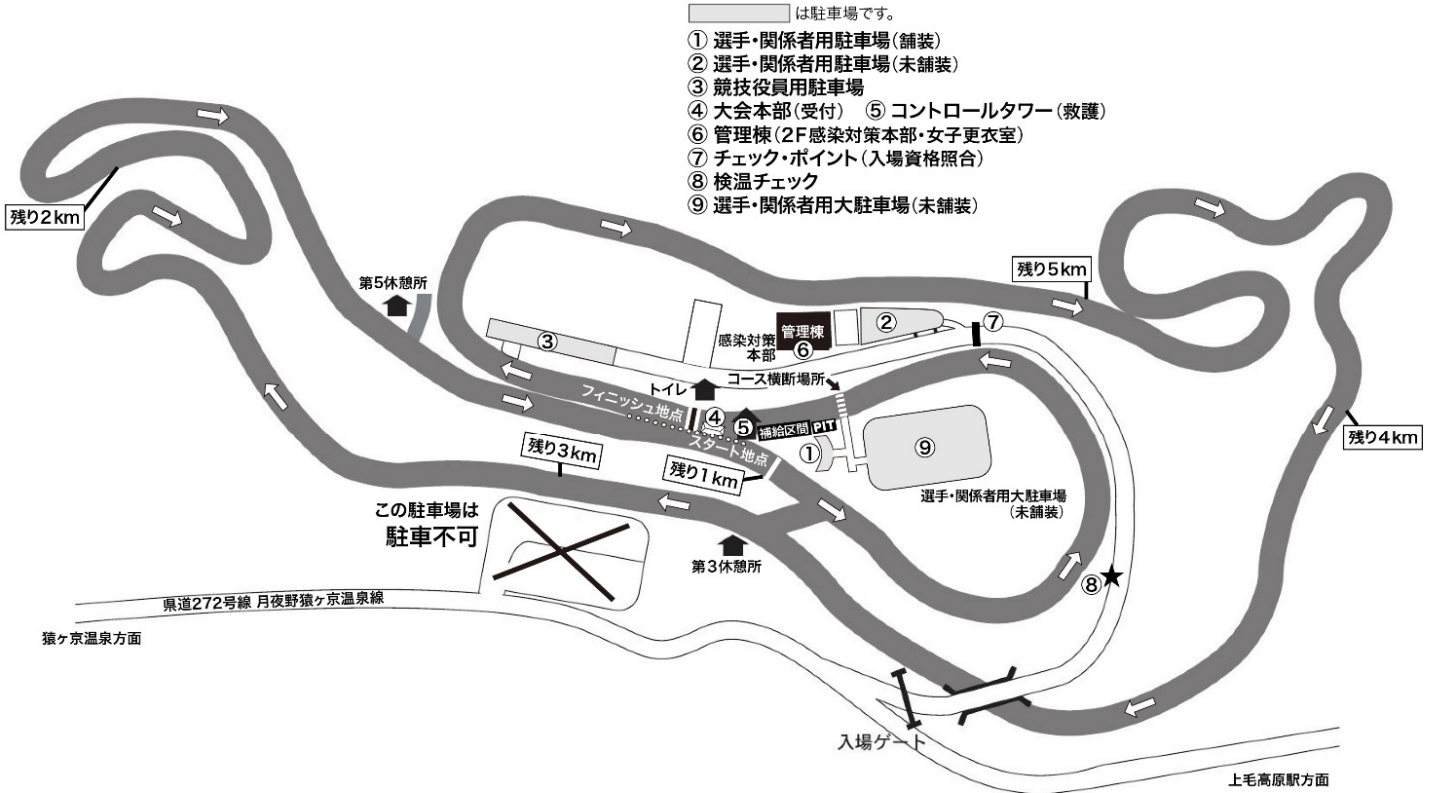 は駐車場です。
① 選手・関係者用駐車場(舗装)
② 選手・関係者用駐車場(未舗装)
③ 競技役員用駐車場
④ 大会本部(受付) ⑤ コントロールタワー(救護)
⑥ 管理棟(2F感染対策本部・女子更衣室)
⑦ チェック・ポイント(入場資格照合)
⑧ 検温チェック
⑨ 選手・関係者用大駐車場(未舗装)
残り2km
第5休憩所
残り5km
③
感染対策
本部
管理棟
⑥
②
⑦
トイレ
コース横断場所
フィニッシュ地点
④
⑤
補給区間 PIT
スタート地点
①
⑨
残り4km
残り3km
残り1km
選手・関係者用大駐車場
(未舗装)
この駐車場は
駐車不可
第3休憩所
⑧
県道272号線 月夜野猿ヶ京温泉線
猿ヶ京温泉方面
入場ゲート
上毛高原駅方面